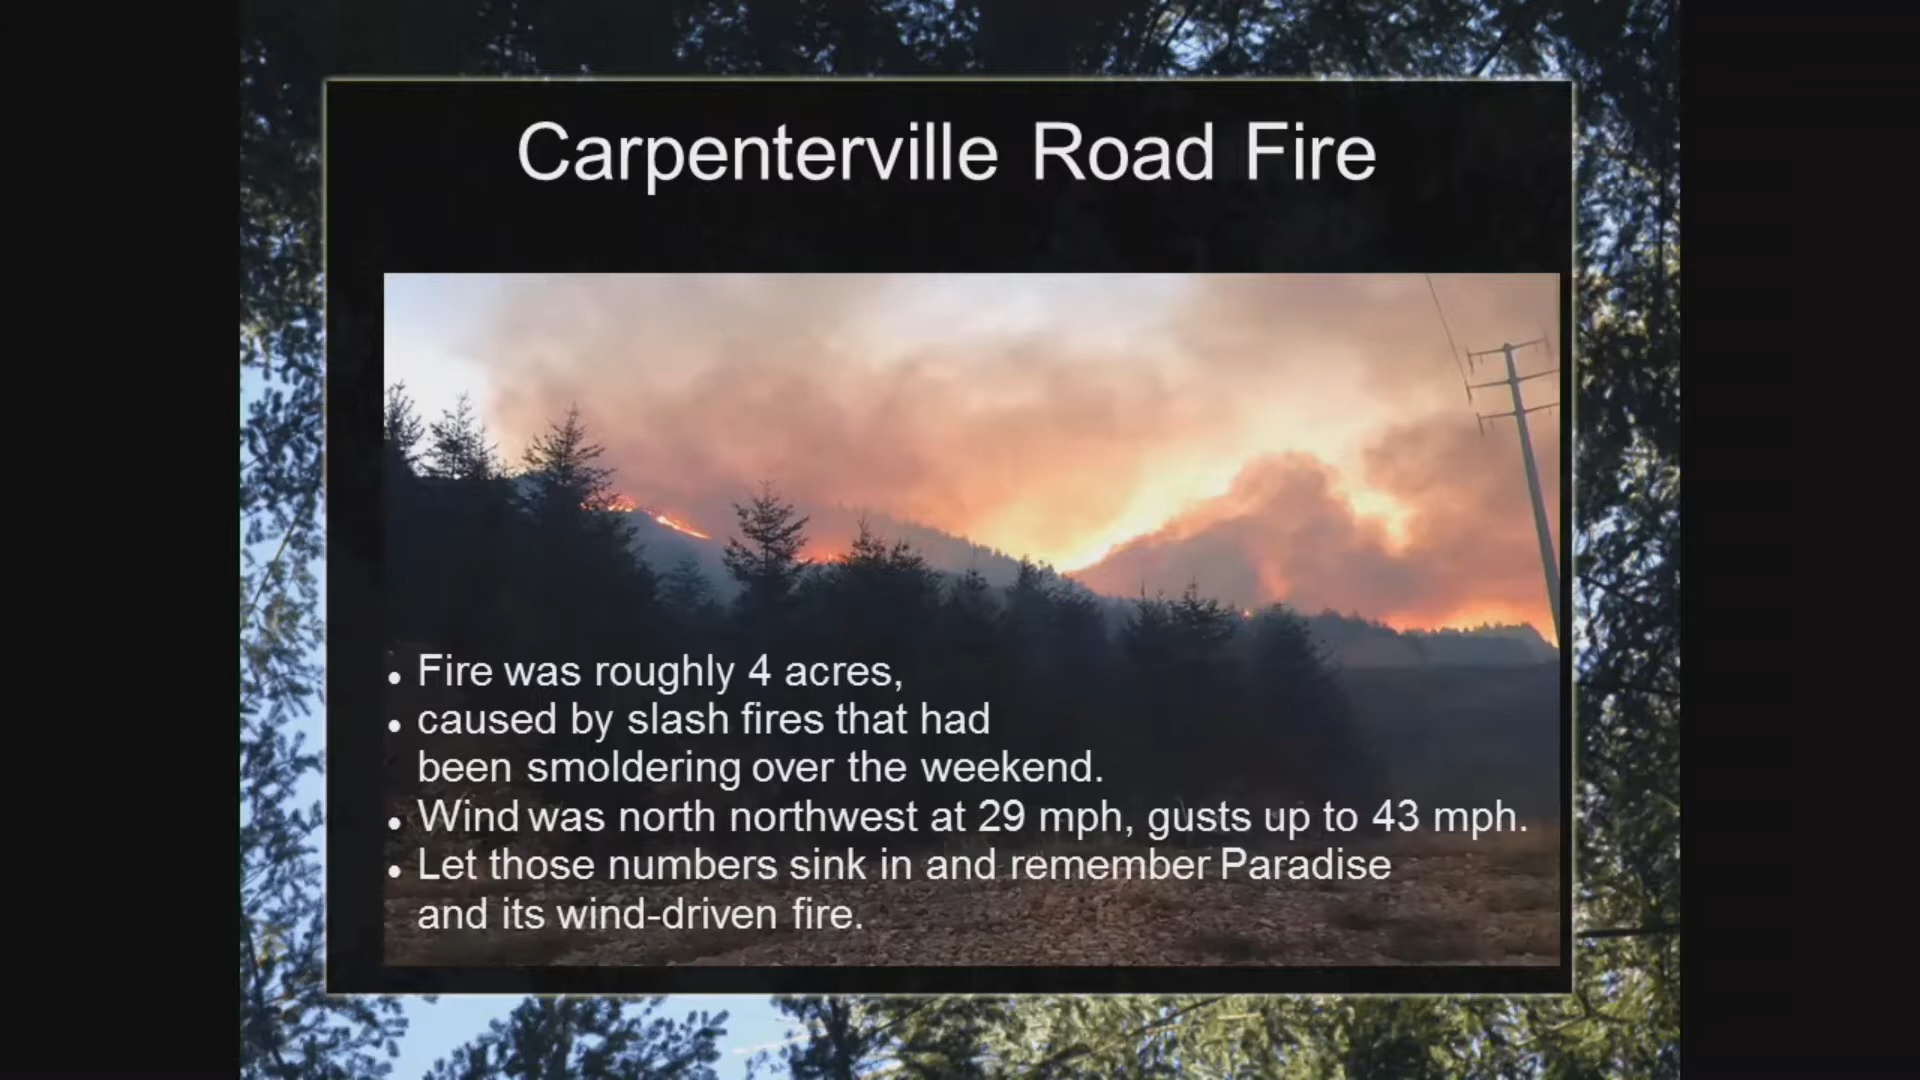 Carpenterville Road Fire
• Fire was roughly 4 acres,
• caused by slash fires that had
been smoldering over the weekend.
• Wind was north northwest at 29 mph, gusts up to 43 mph.
• Let those numbers sink in and remember Paradise
and its wind-driven fire.